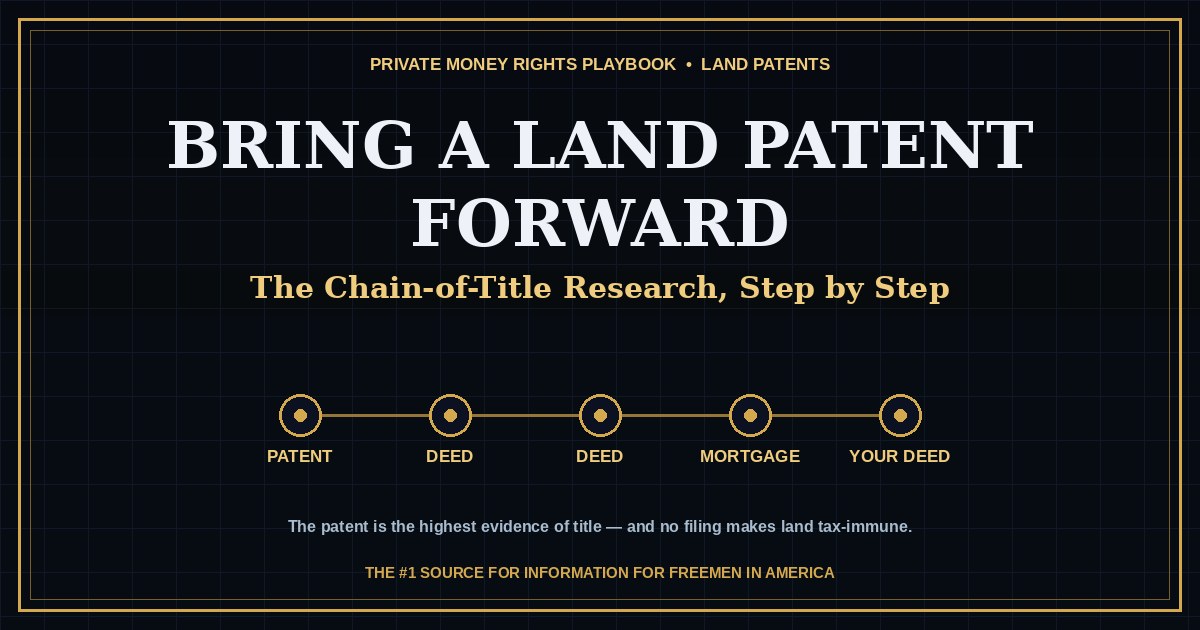 PRIVATE MONEY RIGHTS PLAYBOOK • LAND PATENTS
BRING A LAND PATENT
FORWARD
The Chain-of-Title Research, Step by Step
PATENT DEED DEED MORTGAGE YOUR DEED
The patent is the highest evidence of title — and no filing makes land tax-immune.
THE #1 SOURCE FOR INFORMATION FOR FREEMEN IN AMERICA